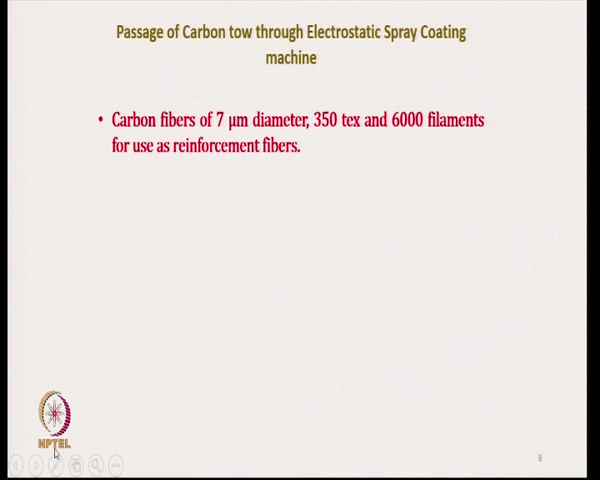 Passage of Carbon tow through Electrostatic Spray Coating
machine
• Carbon fibers of 7 μm diameter, 350 tex and 6000 filaments
for use as reinforcement fibers.
NPTEL
8